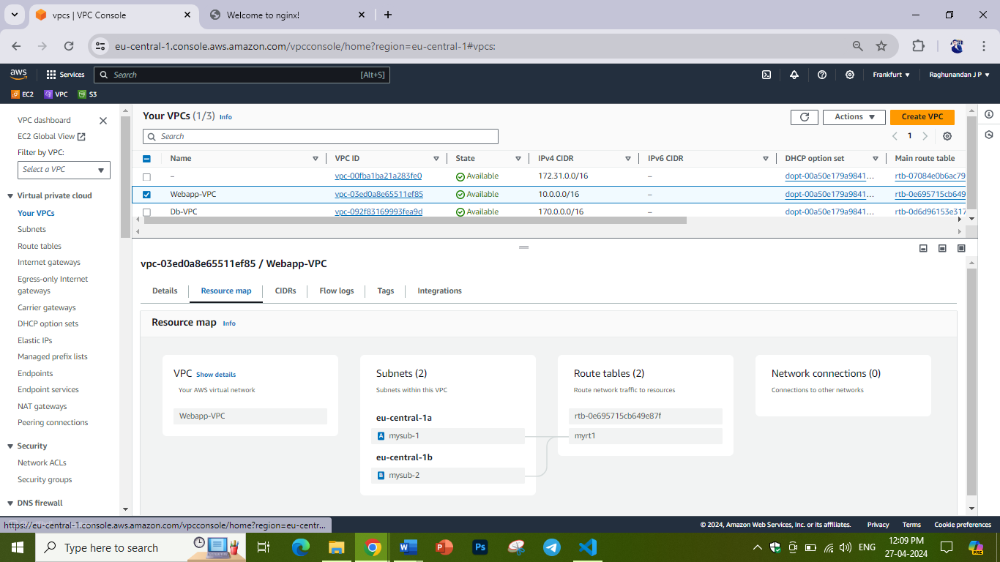 vpcs | VPC Console
Welcome to nginx!
eu-central-1.console.aws.amazon.com/vpcconsole/home?region=eu-central-1#vpcs:
aws
Services
Search
[Alt+S]
Frankfurt
Raghunandan J P
EC2
VPC
S3
VPC dashboard
EC2 Global View
Filter by VPC:
Select a VPC
Virtual private cloud
Your VPCs
Subnets
Route tables
Internet gateways
Egress-only Internet
gateways
Carrier gateways
DHCP option sets
Elastic IPs
Managed prefix lists
Endpoints
Endpoint services
NAT gateways
Peering connections
Security
Network ACLs
Security groups
DNS firewall
Your VPCs (1/3) Info
Actions
Create VPC
Search
1
Name VPC ID State IPv4 CIDR IPv6 CIDR DHCP option set Main route table
– vpc-00fba1ba21a283fe0 Available 172.31.0.0/16 – dopt-00a50e179a9841... rtb-07084e0b6ac79
Webapp-VPC vpc-03ed0a8e65511ef85 Available 10.0.0.0/16 – dopt-00a50e179a9841... rtb-0e695715cb649
Db-VPC vpc-092f83169993fea9d Available 170.0.0.0/16 – dopt-00a50e179a9841... rtb-0d6d96153e317
vpc-03ed0a8e65511ef85 / Webapp-VPC
Details
Resource map
CIDRs
Flow logs
Tags
Integrations
Resource map Info
VPC Show details
Your AWS virtual network
Webapp-VPC
Subnets (2)
Subnets within this VPC
eu-central-1a
A mysub-1
eu-central-1b
B mysub-2
Route tables (2)
Route network traffic to resources
rtb-0e695715cb649e87f
myrt1
Network connections (0)
Connections to other networks
https://eu-central-1.console.aws.amazon.com/vpcconsole/home?region=eu-centr...
© 2024, Amazon Web Services, Inc. or its affiliates.
Privacy
Terms
Cookie preferences
Type here to search
ENG
12:09 PM
27-04-2024